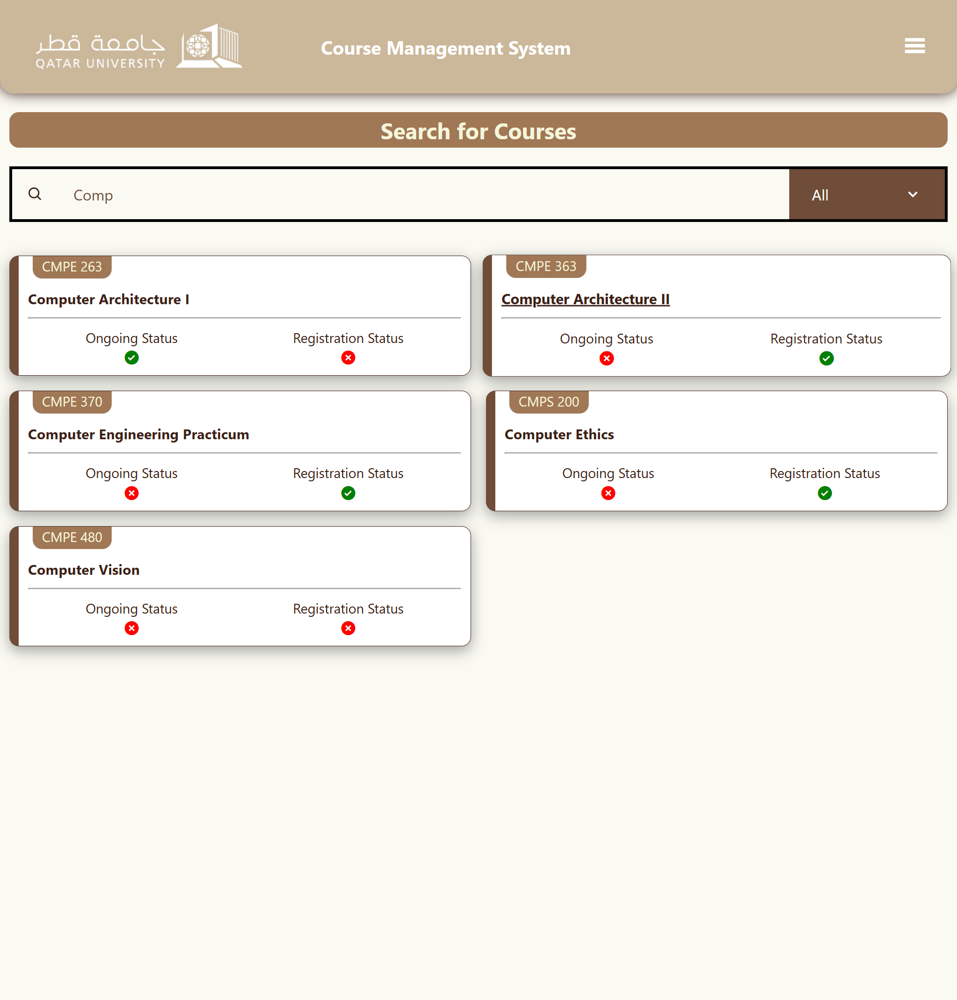 جامعة قطر
QATAR UNIVERSITY
Course Management System
Search for Courses
Comp
All
CMPE 263
Computer Architecture I
Ongoing Status
Registration Status
CMPE 363
Computer Architecture II
Ongoing Status
Registration Status
CMPE 370
Computer Engineering Practicum
Ongoing Status
Registration Status
CMPS 200
Computer Ethics
Ongoing Status
Registration Status
CMPE 480
Computer Vision
Ongoing Status
Registration Status